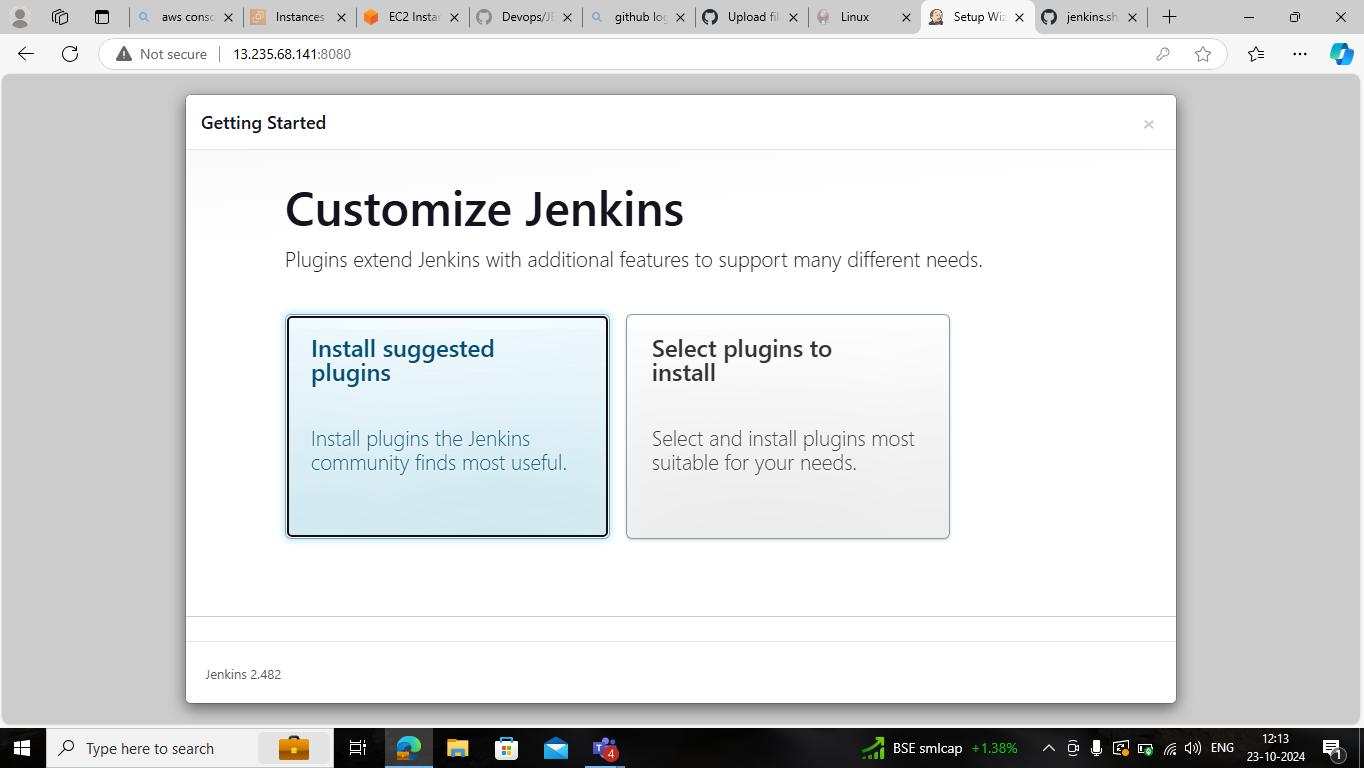 aws consc
Instances
EC2 Instar
Devops/JE
github log
Upload fil
Linux
Setup Wiz
jenkins.sh
Not secure
13.235.68.141:8080
Getting Started
×
Customize Jenkins
Plugins extend Jenkins with additional features to support many different needs.
Install suggested
plugins
Install plugins the Jenkins
community finds most useful.
Select plugins to
install
Select and install plugins most
suitable for your needs.
Jenkins 2.482
Type here to search
4
BSE smlcap +1.38%
ENG
12:13
23-10-2024
1